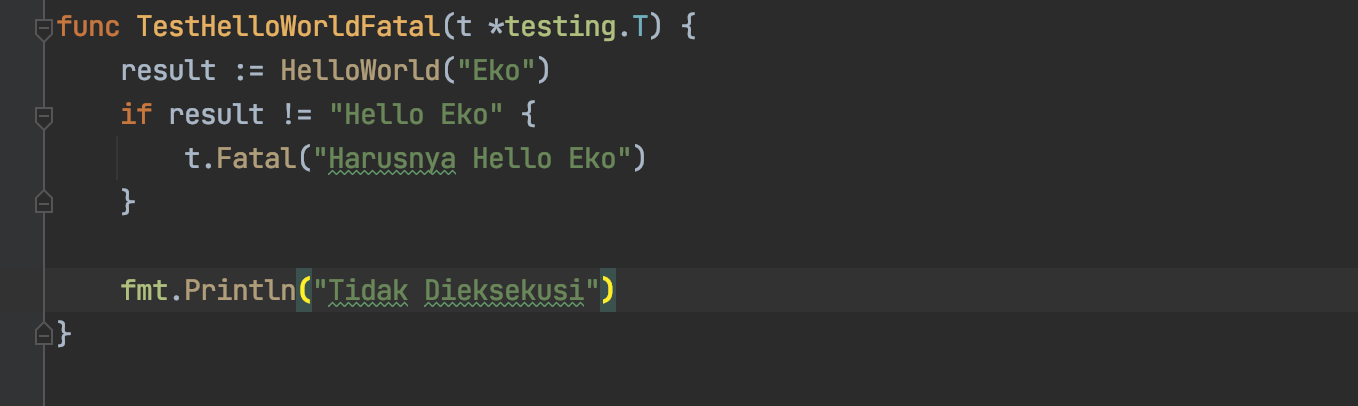 func TestHelloWorldFatal(t *testing.T) {
    result := HelloWorld("Eko")
    if result != "Hello Eko" {
        t.Fatal("Harusnya Hello Eko")
    }

    fmt.Println("Tidak Dieksekusi")
}